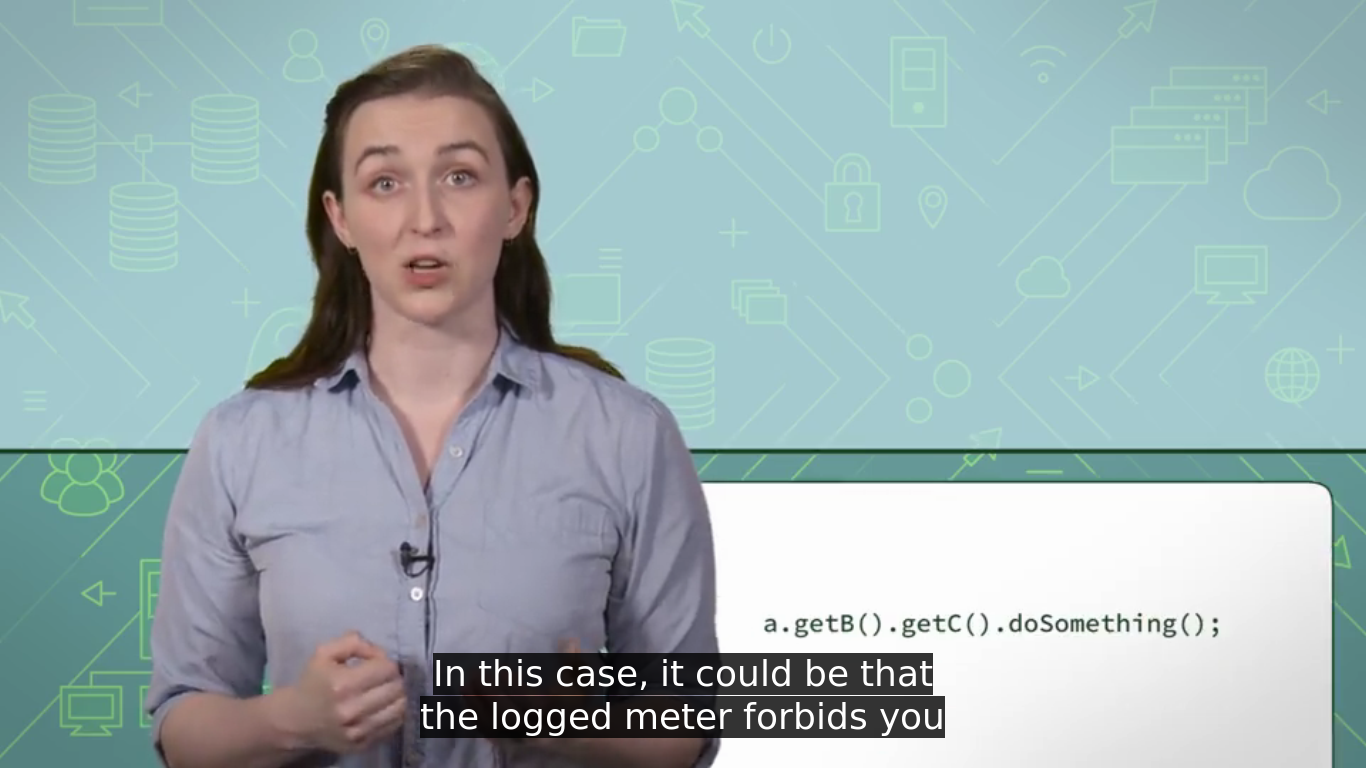 a.getB().getC().doSomething();
In this case, it could be that
the logged meter forbids you